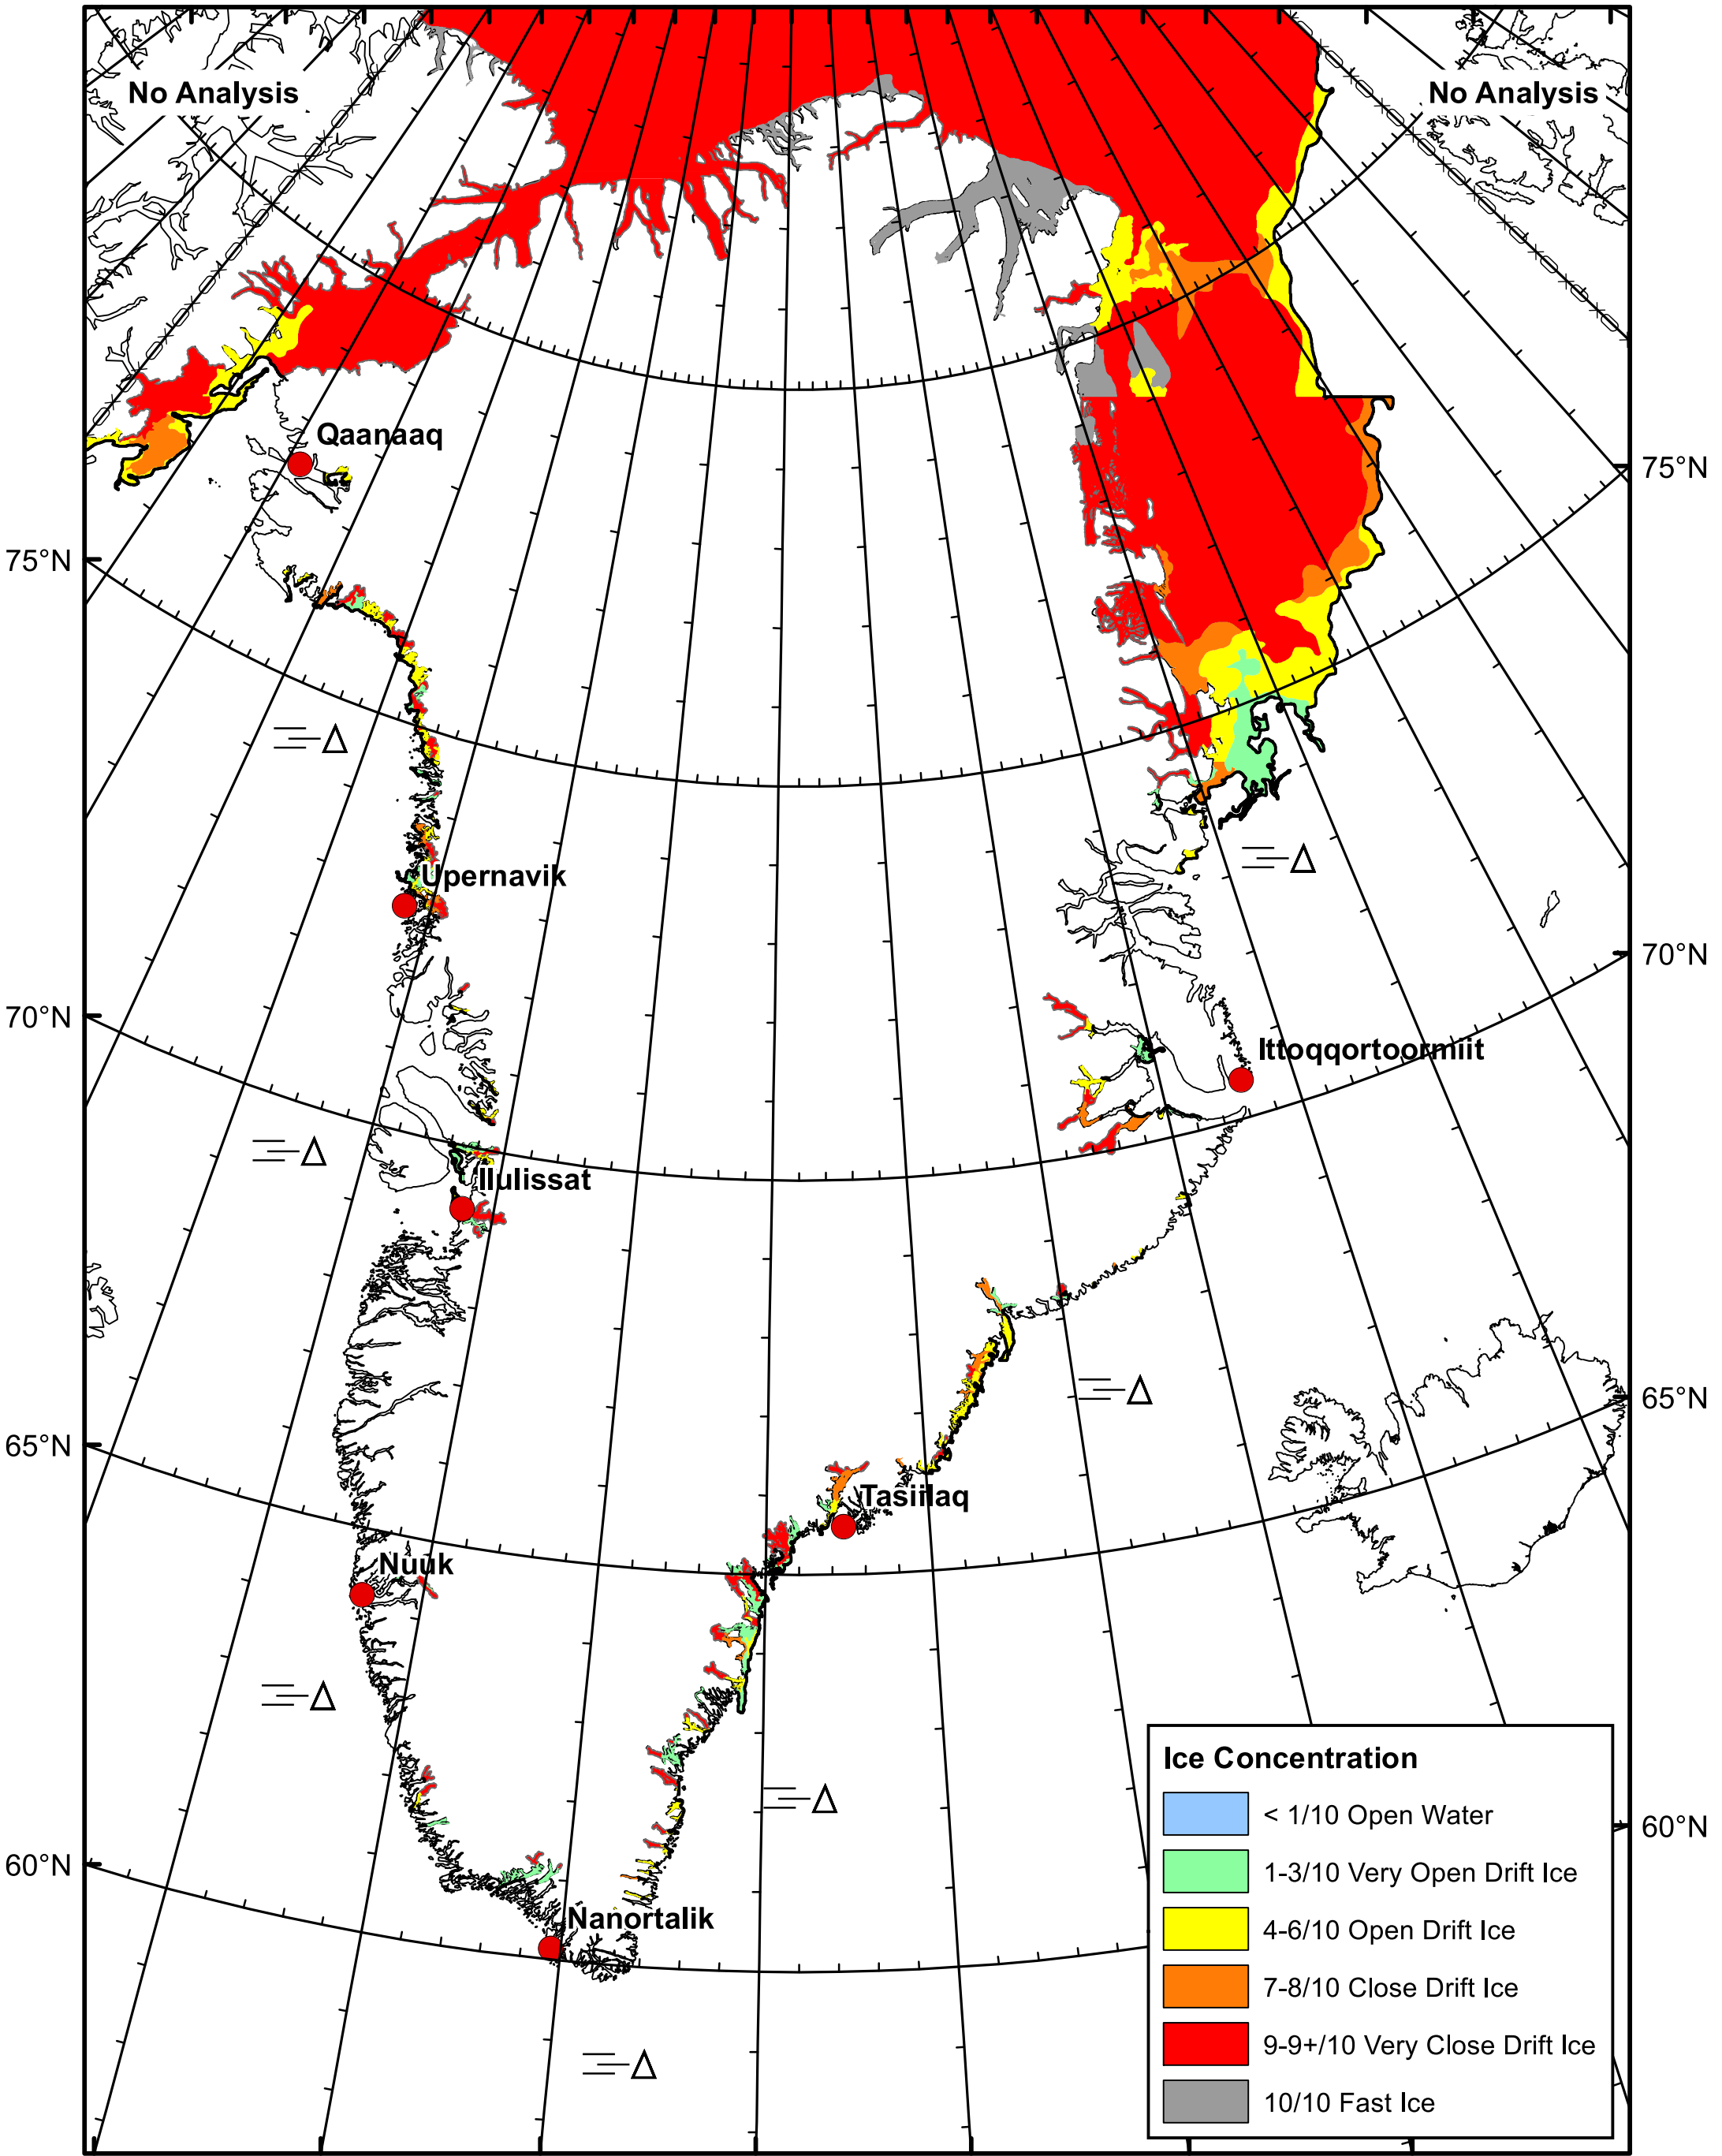 No Analysis
No Analysis
Qaanaaq
75°N
75°N
Upernavik
70°N
70°N
Ittoqqortoormiit
Ilulissat
65°N
65°N
Tasiilaq
Nuuk
60°N
60°N
Nanortalik
Ice Concentration
< 1/10 Open Water
1-3/10 Very Open Drift Ice
4-6/10 Open Drift Ice
7-8/10 Close Drift Ice
9-9+/10 Very Close Drift Ice
10/10 Fast Ice